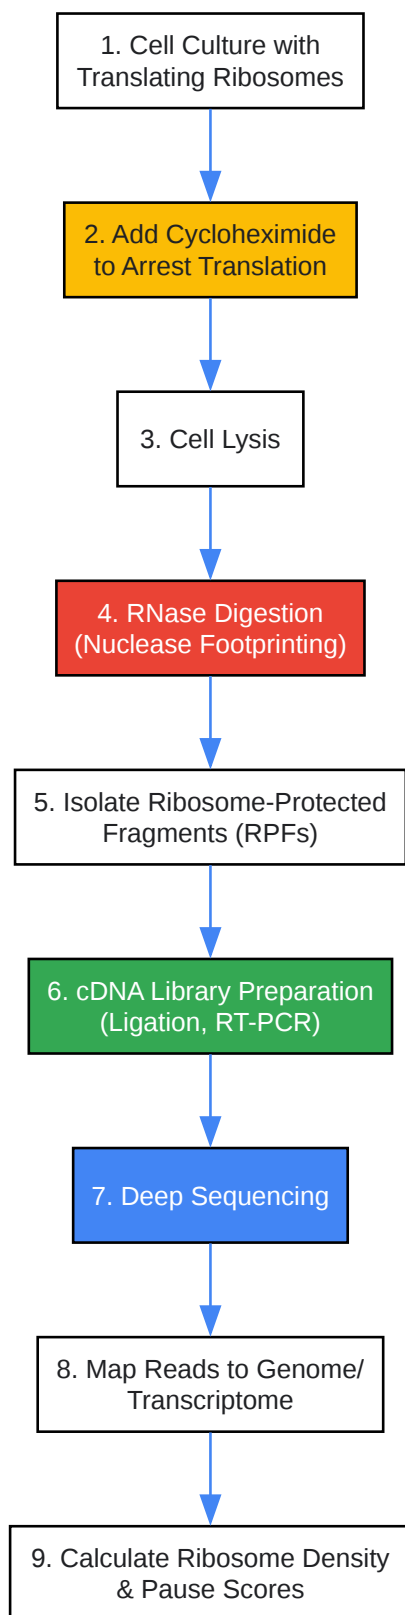 1. Cell Culture with
Translating Ribosomes
2. Add Cycloheximide
to Arrest Translation
3. Cell Lysis
4. RNase Digestion
(Nuclease Footprinting)
5. Isolate Ribosome-Protected
Fragments (RPFs)
6. cDNA Library Preparation
(Ligation, RT-PCR)
7. Deep Sequencing
8. Map Reads to Genome/
Transcriptome
9. Calculate Ribosome Density
& Pause Scores